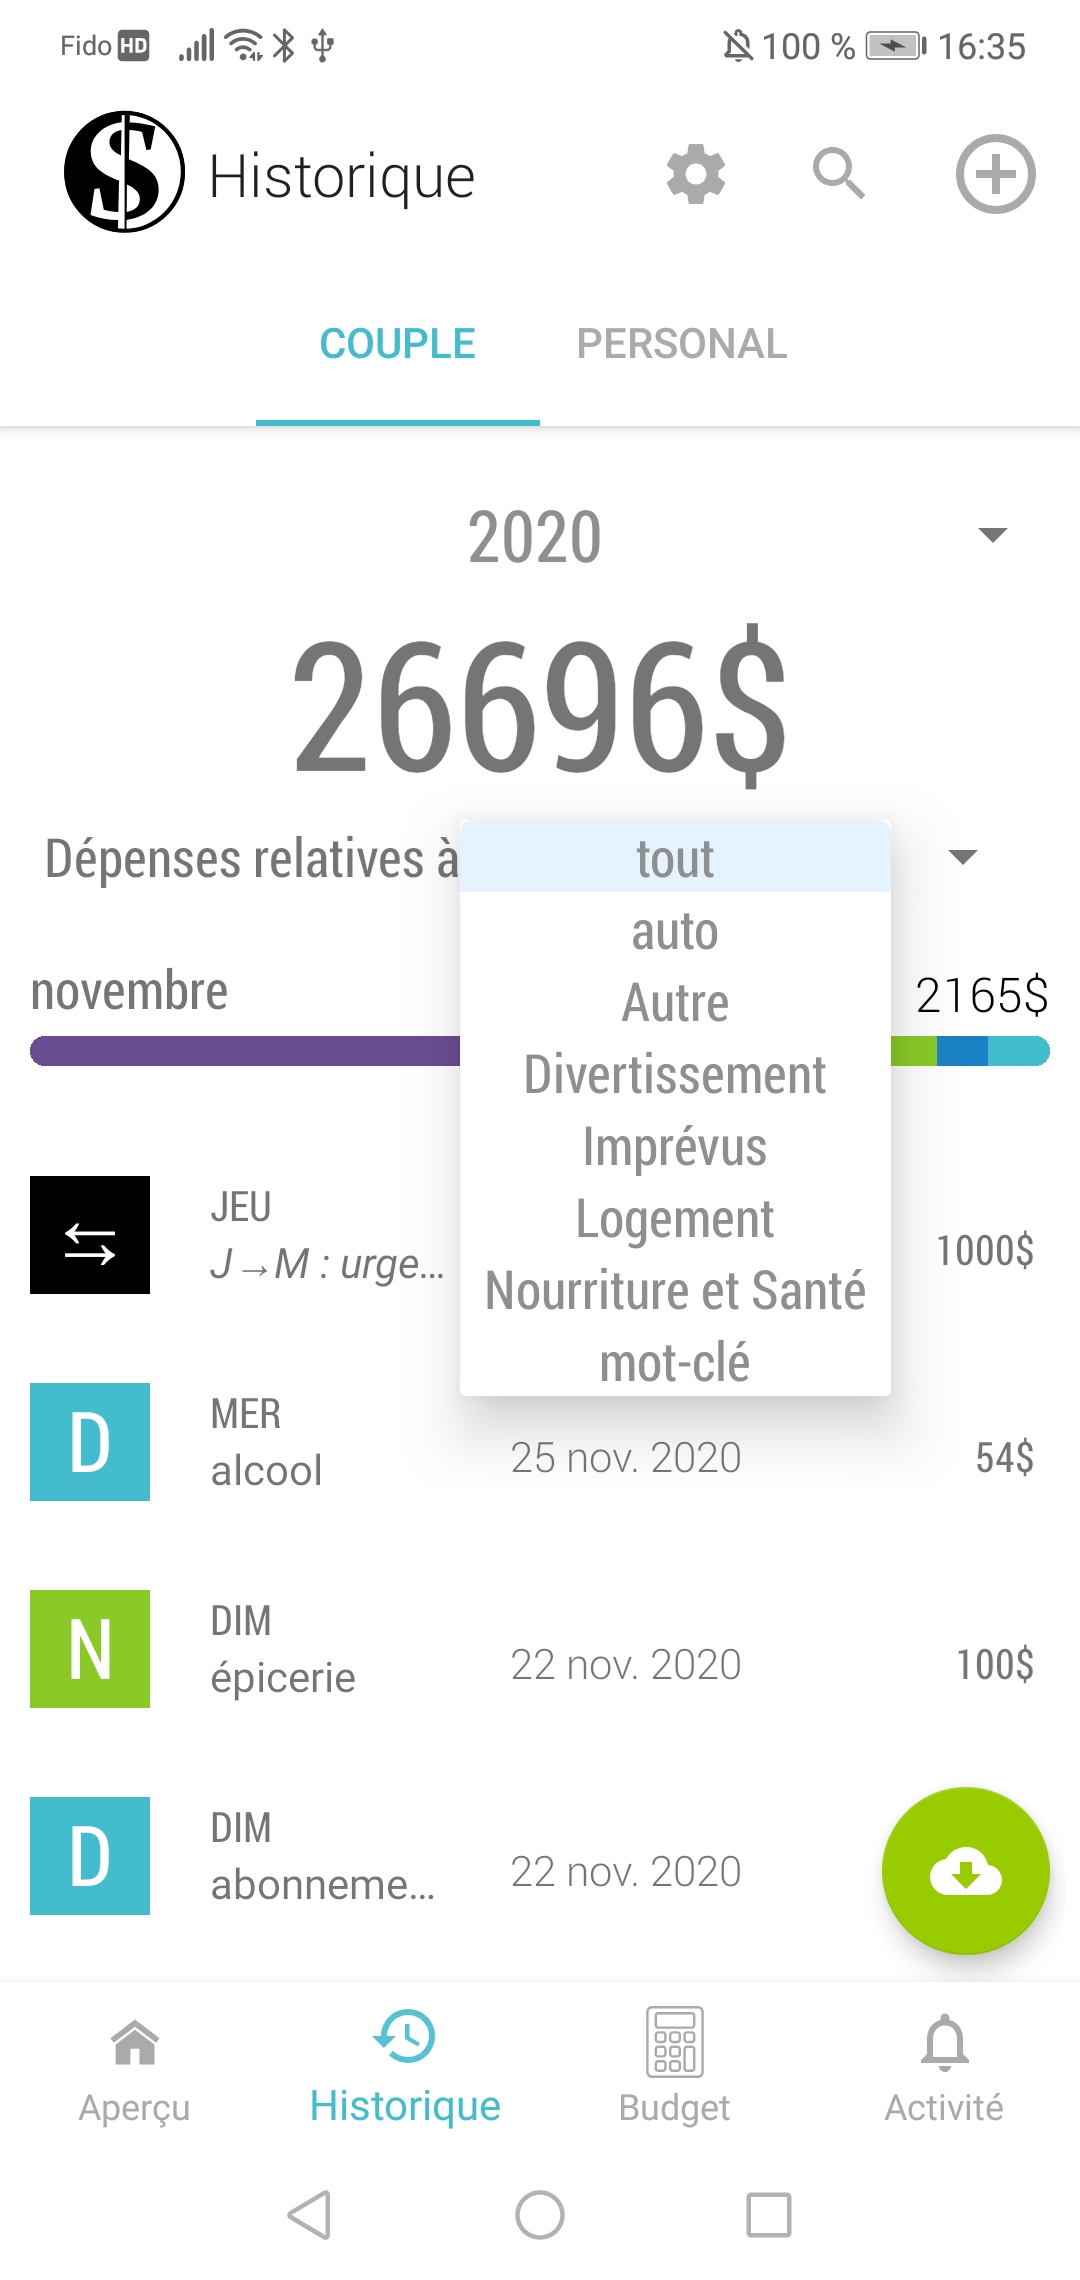 Fido HD 100 % 16:35
Historique
COUPLE PERSONAL
2020
26696$
Dépenses relatives à tout
auto
Autre
Divertissement
Imprévus
Logement
Nourriture et Santé
mot-clé
novembre 2165$
JEU
J→M : urge... 1000$
D MER
alcool 25 nov. 2020 54$
N DIM
épicerie 22 nov. 2020 100$
D DIM
abonneme... 22 nov. 2020
Aperçu Historique Budget Activité